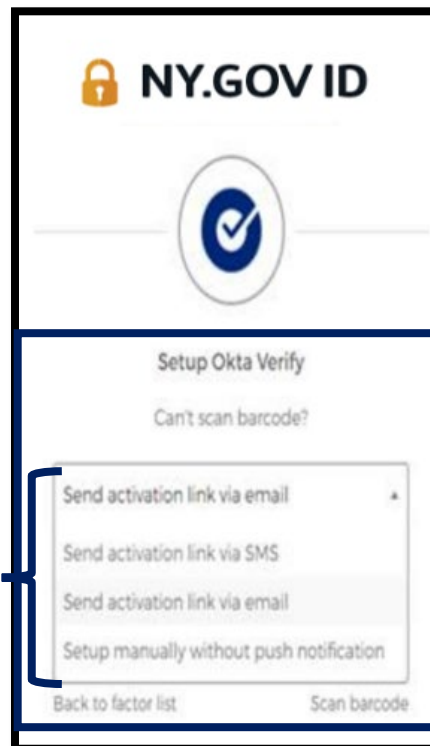 NY.GOV ID
Setup Okta Verify
Can't scan barcode?
Send activation link via email
Send activation link via SMS
Send activation link via email
Setup manually without push notification
Back to factor list Scan barcode